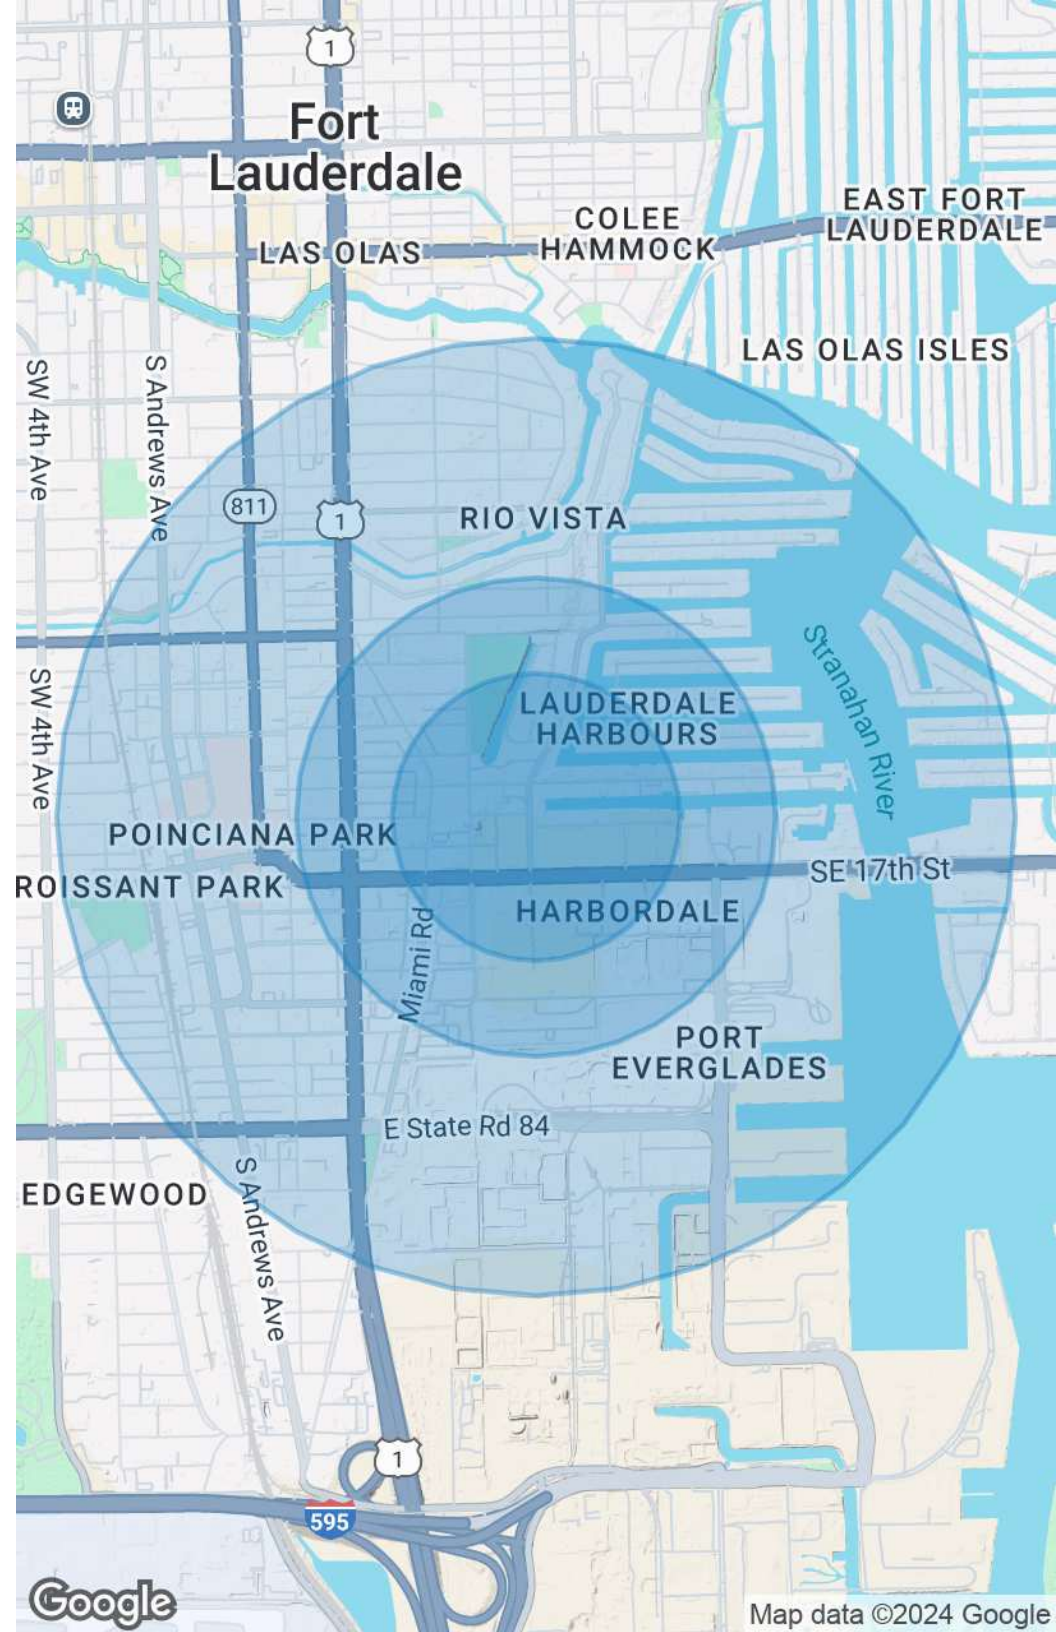 1
Fort
Lauderdale
COLEE
HAMMOCK
EAST FORT
LAUDERDALE
LAS OLAS
LAS OLAS ISLES
SW 4th Ave
S Andrews Ave
811
1
RIO VISTA
Stranahan River
SW 4th Ave
LAUDERDALE
HARBOURS
POINCIANA PARK
SE 17th St
ROISSANT PARK
HARBORDALE
Miami Rd
PORT
EVERGLADES
E State Rd 84
EDGEWOOD
S Andrews Ave
1
595
Google
Map data ©2024 Google